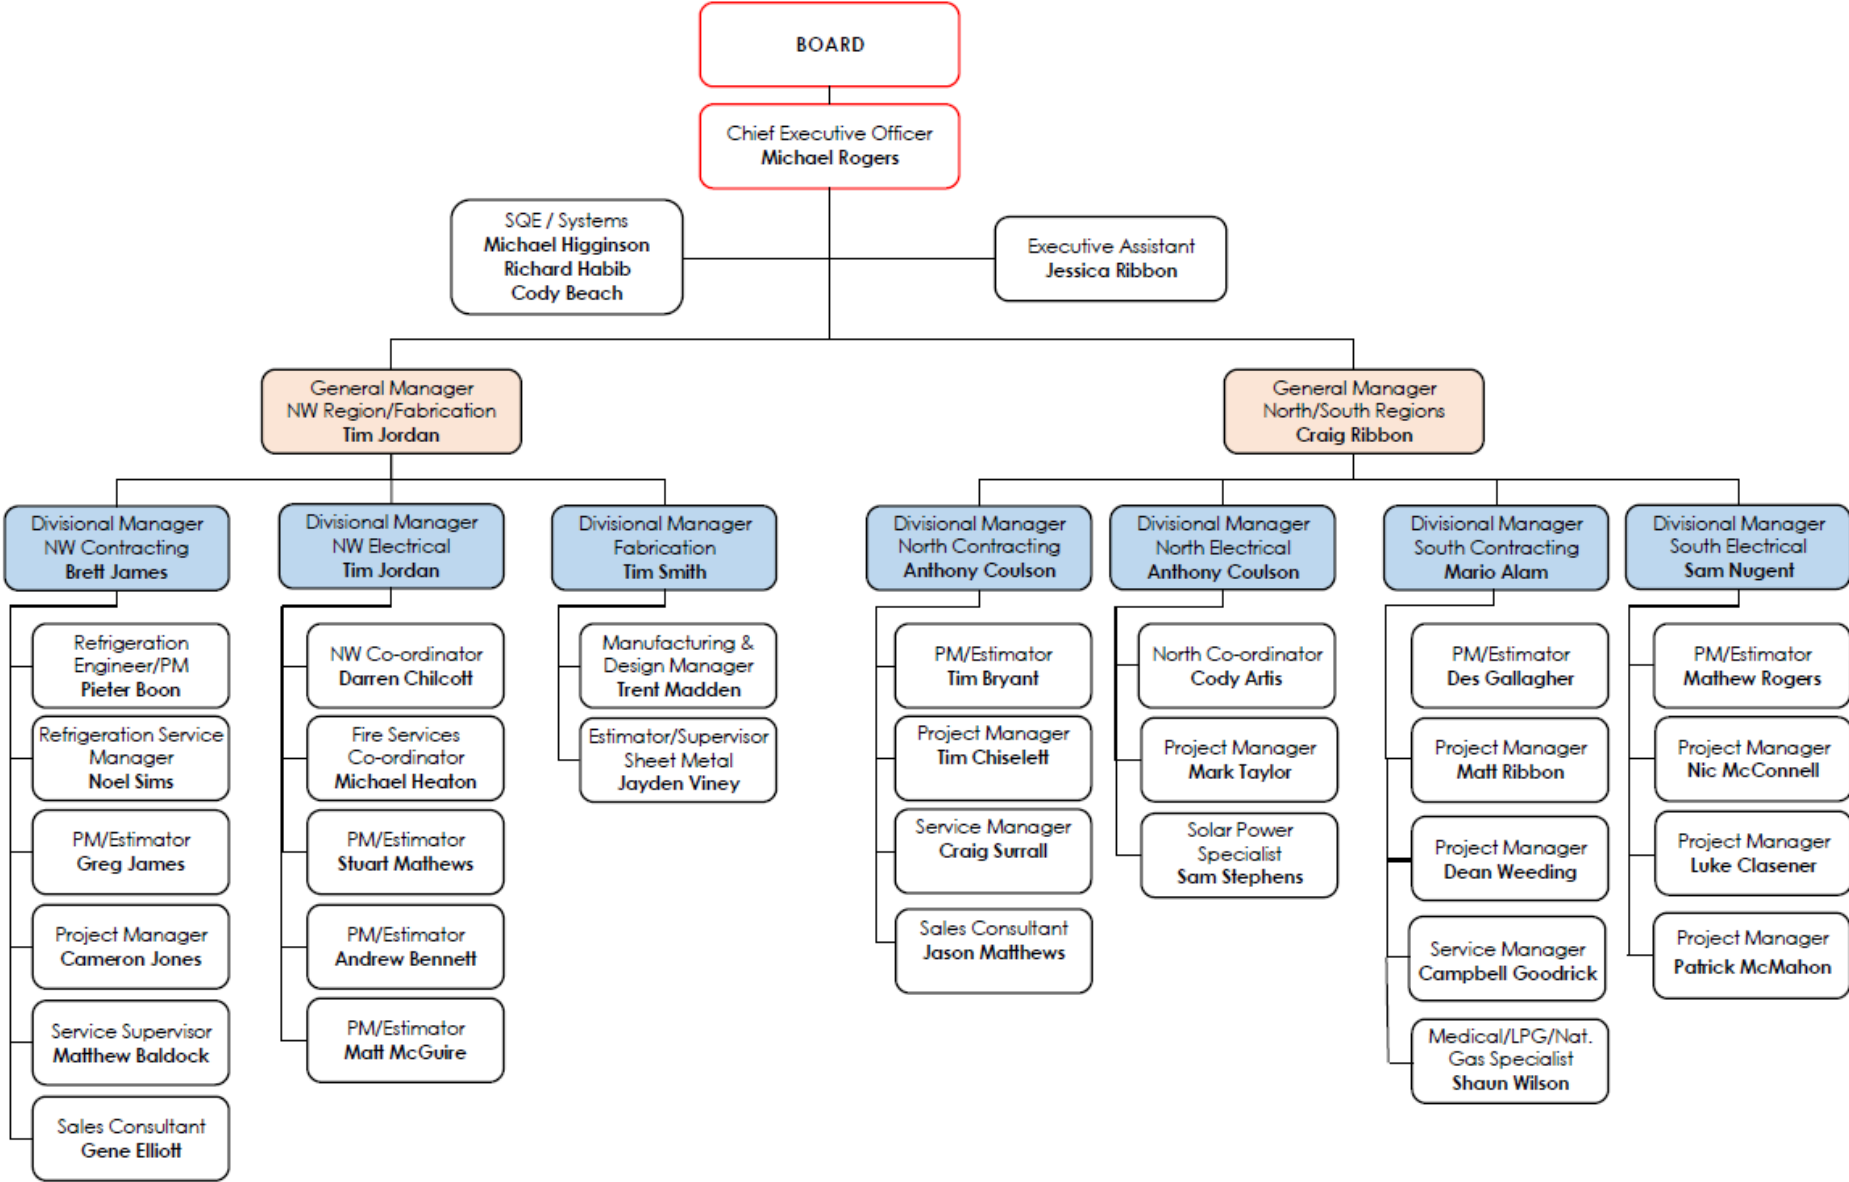 BOARD
Chief Executive Officer
Michael Rogers
SQE / Systems
Michael Higginson
Richard Habib
Cody Beach
Executive Assistant
Jessica Ribbon
General Manager
NW Region/Fabrication
Tim Jordan
General Manager
North/South Regions
Craig Ribbon
Divisional Manager
NW Contracting
Brett James
Divisional Manager
NW Electrical
Tim Jordan
Divisional Manager
Fabrication
Tim Smith
Divisional Manager
North Contracting
Anthony Coulson
Divisional Manager
North Electrical
Anthony Coulson
Divisional Manager
South Contracting
Mario Alam
Divisional Manager
South Electrical
Sam Nugent
Refrigeration
Engineer/PM
Pieter Boon
Refrigeration Service
Manager
Noel Sims
PM/Estimator
Greg James
Project Manager
Cameron Jones
Service Supervisor
Matthew Baldock
Sales Consultant
Gene Elliott
NW Co-ordinator
Darren Chilcott
Fire Services
Co-ordinator
Michael Heaton
PM/Estimator
Stuart Mathews
PM/Estimator
Andrew Bennett
PM/Estimator
Matt McGuire
Manufacturing &
Design Manager
Trent Madden
Estimator/Supervisor
Sheet Metal
Jayden Viney
PM/Estimator
Tim Bryant
Project Manager
Tim Chiselett
Service Manager
Craig Surrall
Sales Consultant
Jason Matthews
North Co-ordinator
Cody Artis
Project Manager
Mark Taylor
Solar Power
Specialist
Sam Stephens
PM/Estimator
Des Gallagher
Project Manager
Matt Ribbon
Project Manager
Dean Weeding
Service Manager
Campbell Goodrick
Medical/LPG/Nat.
Gas Specialist
Shaun Wilson
PM/Estimator
Mathew Rogers
Project Manager
Nic McConnell
Project Manager
Luke Clasener
Project Manager
Patrick McMahon